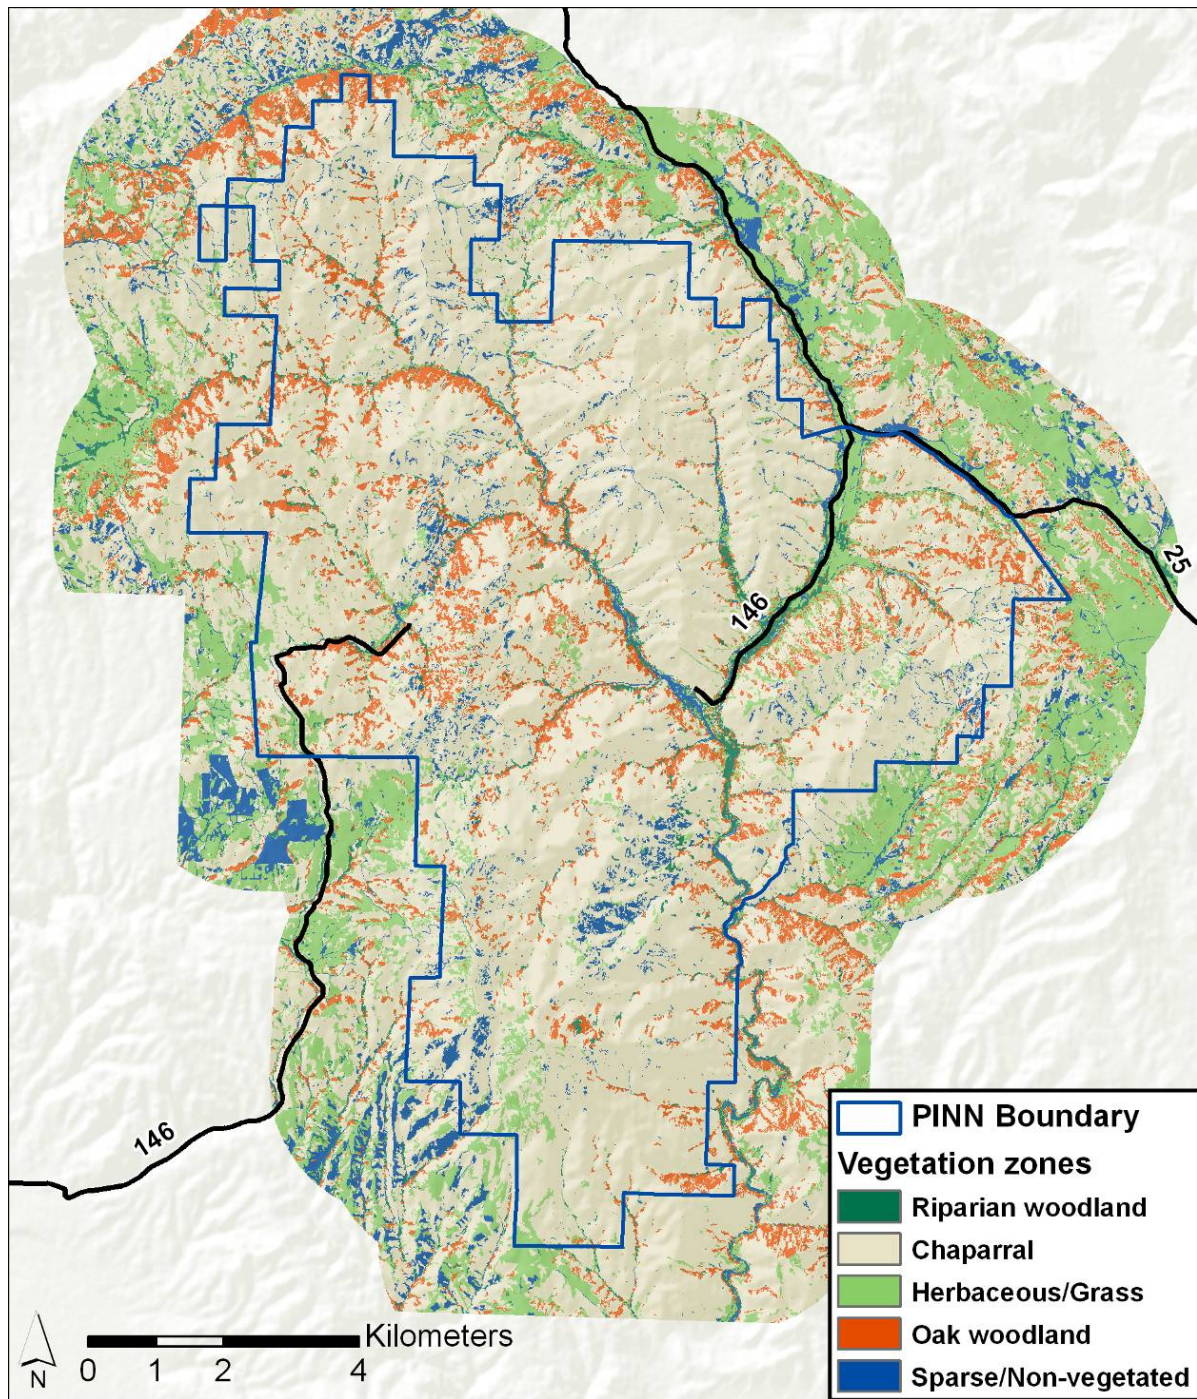 25
146
146
PINN Boundary
Vegetation zones
Riparian woodland
Chaparral
Herbaceous/Grass
Oak woodland
Sparse/Non-vegetated
Kilometers
0 1 2 4
N